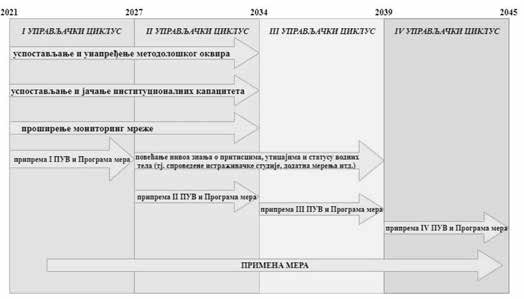 2021 2027 2034 2039 2045
I УПРАВЉАЧКИ ЦИКЛУС II УПРАВЉАЧКИ ЦИКЛУС III УПРАВЉАЧКИ ЦИКЛУС IV УПРАВЉАЧКИ ЦИКЛУС
успостављање и унапређење методолошког оквира
успостављање и јачање институционалних капацитета
проширење мониторинг мреже
припрема I ПУВ и Програма мера
повећање нивоа знања о притисцима, утицајима и статусу водних
тела (тј. спроведене истраживачке студије, додатна мерења итд.)
припрема II ПУВ и Програма мера
припрема III ПУВ и Програма мера
припрема IV ПУВ и Програма мера
ПРИМЕНА МЕРА